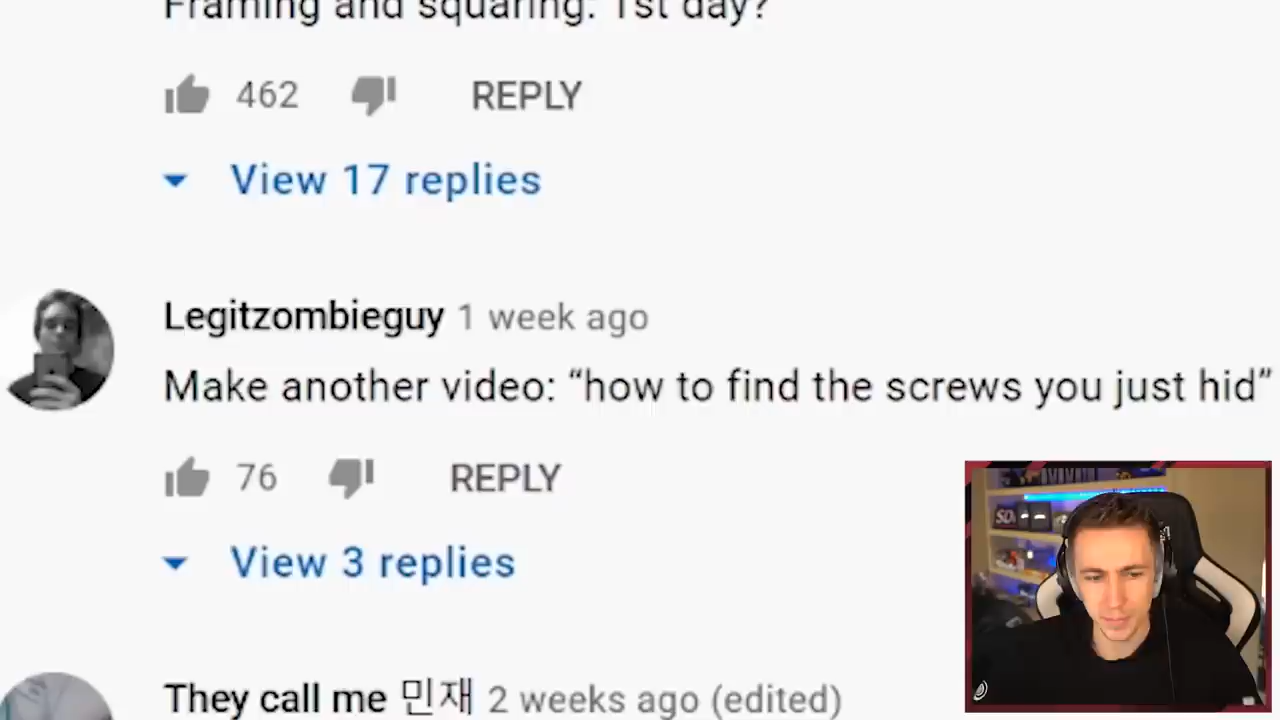 Framing and squaring: 1st day?
462 REPLY
View 17 replies
Legitzombieguy 1 week ago
Make another video: “how to find the screws you just hid”
76 REPLY
View 3 replies
They call me 민재 2 weeks ago (edited)